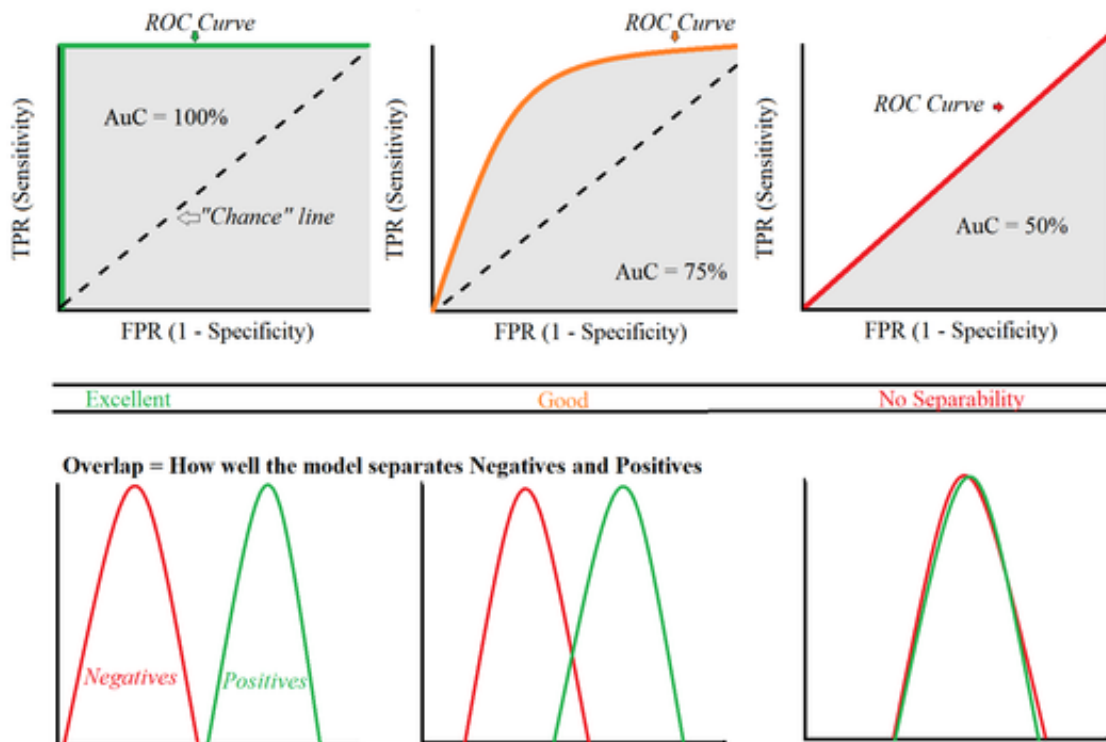 ROC Curve
ROC Curve
TPR (Sensitivity)
AuC = 100%
"Chance" line
FPR (1 - Specificity)
TPR (Sensitivity)
AuC = 75%
FPR (1 - Specificity)
TPR (Sensitivity)
ROC Curve
AuC = 50%
FPR (1 - Specificity)
Excellent
Good
No Separability
Overlap = How well the model separates Negatives and Positives
Negatives
Positives